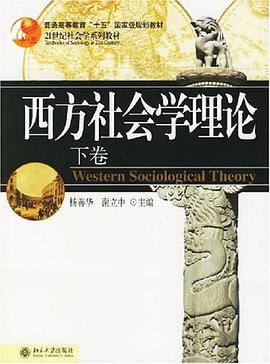 普通高等教育“十五”国家级规划教材
21世纪社会学系列教材
Textbooks of Sociology in 21st Century
西方社会学理论
下卷
Western Sociological Theory
杨善华 谢立中 ⊙主编
北京大学出版社